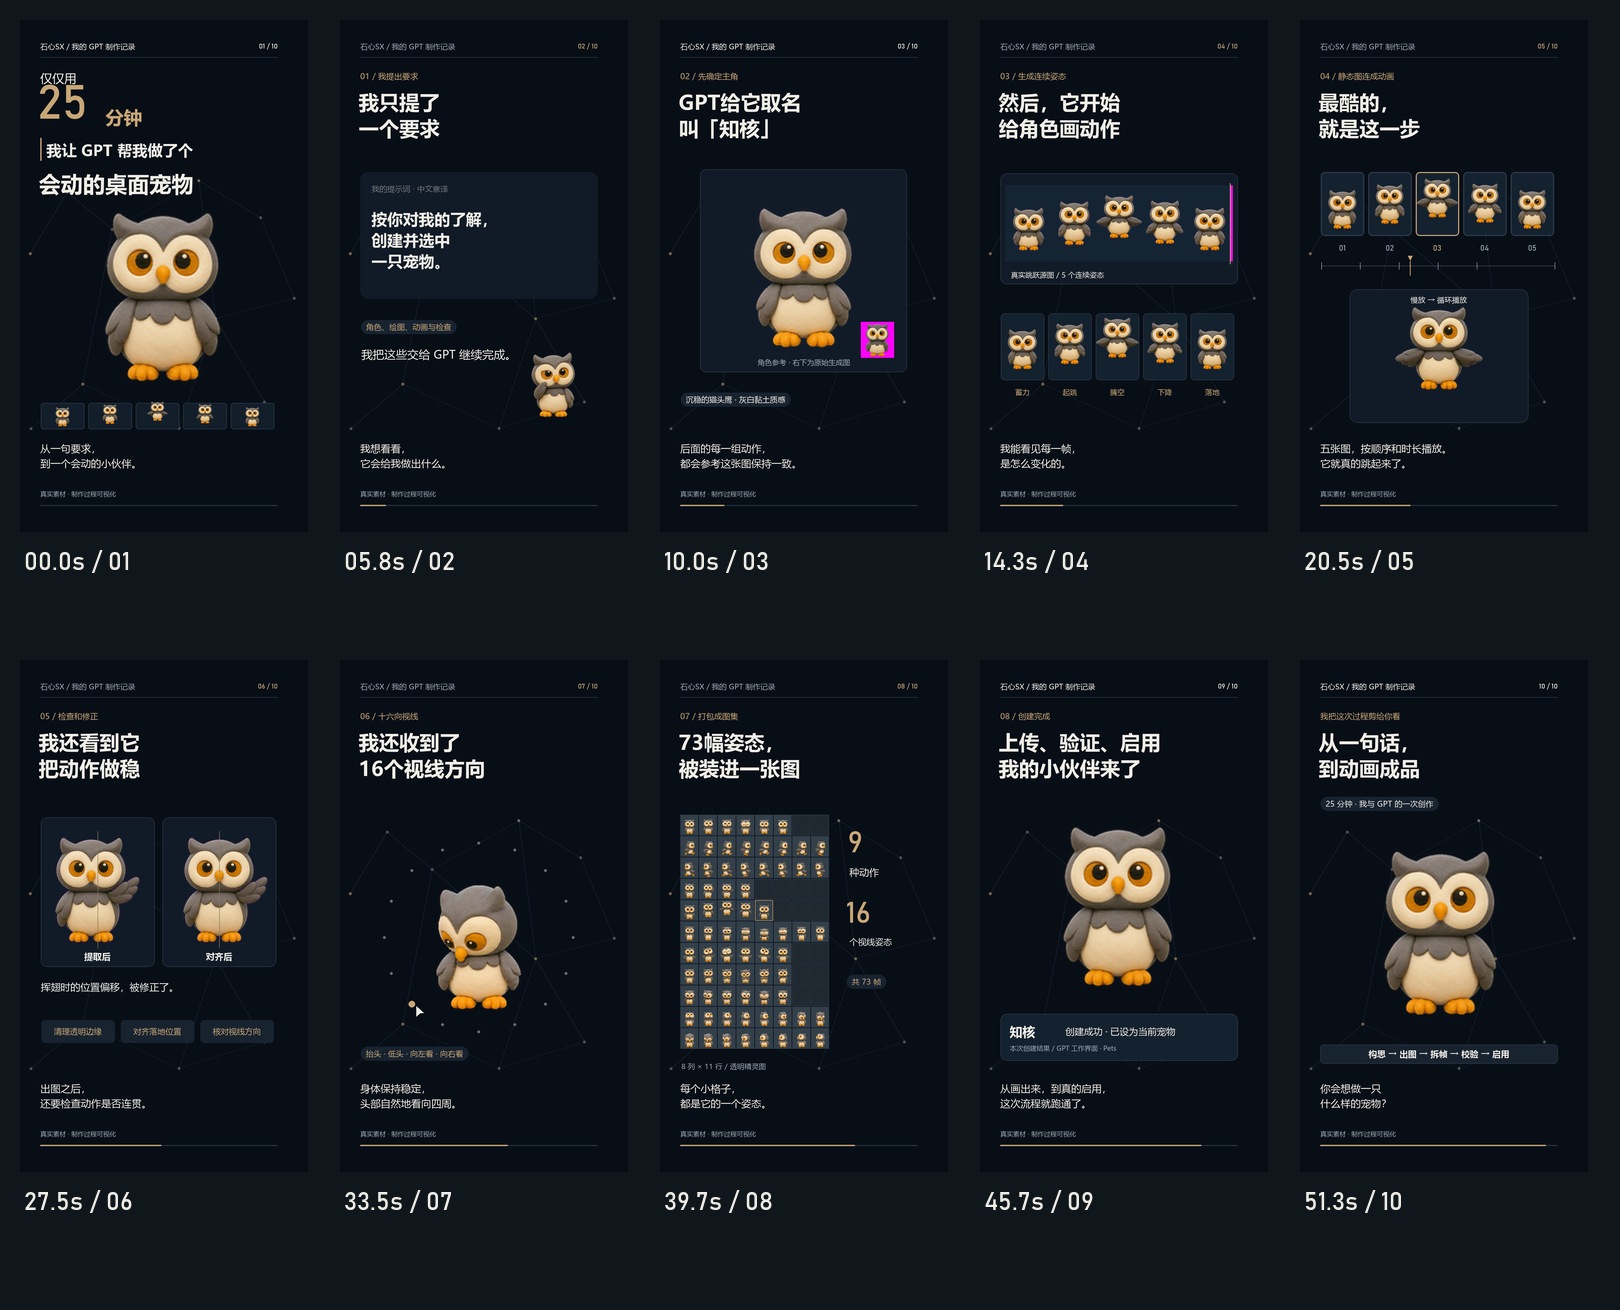 石心SX / 我的 GPT 制作记录
01 / 10
仅仅用
25 分钟
我让 GPT 帮我做了个
会动的桌面宠物
从一句要求，
到一个会动的小伙伴。
真实素材 · 制作过程可视化
00.0s / 01
石心SX / 我的 GPT 制作记录
02 / 10
01 / 我提出要求
我只提了
一个要求
我的提示词 · 中文意译
按你对我的了解，
创建并选中
一只宠物。
角色、绘图、动画与检查
我把这些交给 GPT 继续完成。
我想看看，
它会给我做出什么。
真实素材 · 制作过程可视化
05.8s / 02
石心SX / 我的 GPT 制作记录
03 / 10
02 / 先确定主角
GPT给它取名
叫「知核」
角色参考 · 右下为原始生成图
沉稳的猫头鹰 · 灰白黏土质感
后面的每一组动作，
都会参考这张图保持一致。
真实素材 · 制作过程可视化
10.0s / 03
石心SX / 我的 GPT 制作记录
04 / 10
03 / 生成连续姿态
然后，它开始
给角色画动作
真实跳跃源图 / 5 个连续姿态
蓄力
起跳
腾空
下降
落地
我能看见每一帧，
是怎么变化的。
真实素材 · 制作过程可视化
14.3s / 04
石心SX / 我的 GPT 制作记录
05 / 10
04 / 静态图连成动画
最酷的，
就是这一步
01
02
03
04
05
慢放 → 循环播放
五张图，按顺序和时长播放。
它就真的跳起来了。
真实素材 · 制作过程可视化
20.5s / 05
石心SX / 我的 GPT 制作记录
06 / 10
05 / 检查和修正
我还看到它
把动作做稳
提取后
对齐后
挥翅时的位置偏移，被修正了。
清理透明边缘
对齐落地位置
核对视线方向
出图之后，
还要检查动作是否连贯。
真实素材 · 制作过程可视化
27.5s / 06
石心SX / 我的 GPT 制作记录
07 / 10
06 / 十六向视线
我还收到了
16个视线方向
抬头 · 低头 · 向左看 · 向右看
身体保持稳定，
头部自然地看向四周。
真实素材 · 制作过程可视化
33.5s / 07
石心SX / 我的 GPT 制作记录
08 / 10
07 / 打包成图集
73幅姿态，
被装进一张图
9
种动作
16
个视线姿态
共 73 帧
8 列 × 11 行 / 透明精灵图
每个小格子，
都是它的一个姿态。
真实素材 · 制作过程可视化
39.7s / 08
石心SX / 我的 GPT 制作记录
09 / 10
08 / 创建完成
上传、验证、启用
我的小伙伴来了
知核
创建成功 · 已设为当前宠物
本次创建结果 / GPT 工作界面 · Pets
从画出来，到真的启用，
这次流程就跑通了。
真实素材 · 制作过程可视化
45.7s / 09
石心SX / 我的 GPT 制作记录
10 / 10
我把这次过程剪给你看
从一句话，
到动画成品
25 分钟 · 我与 GPT 的一次创作
构思 → 出图 → 拆帧 → 校验 → 启用
你会想做一只
什么样的宠物？
真实素材 · 制作过程可视化
51.3s / 10